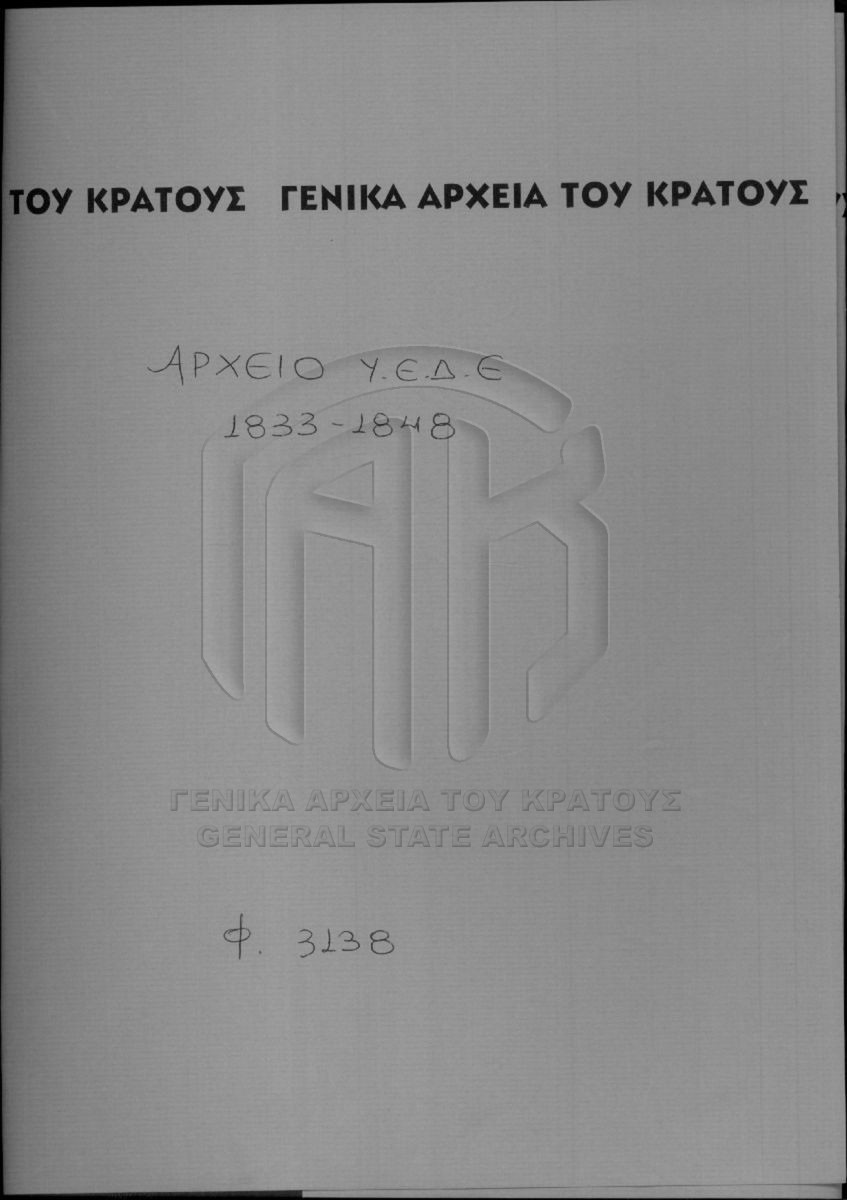 ΤΟΥ ΚΡΑΤΟΥΣ ΓΕΝΙΚΑ ΑΡΧΕΙΑ ΤΟΥ ΚΡΑΤΟΥΣ
ΑΡΧΕΙΟ Υ.Ε.Δ.Ε
1833-1848
ΓΕΝΙΚΑ ΑΡΧΕΙΑ ΤΟΥ ΚΡΑΤΟΥΣ
GENERAL STATE ARCHIVES
Φ. 3138